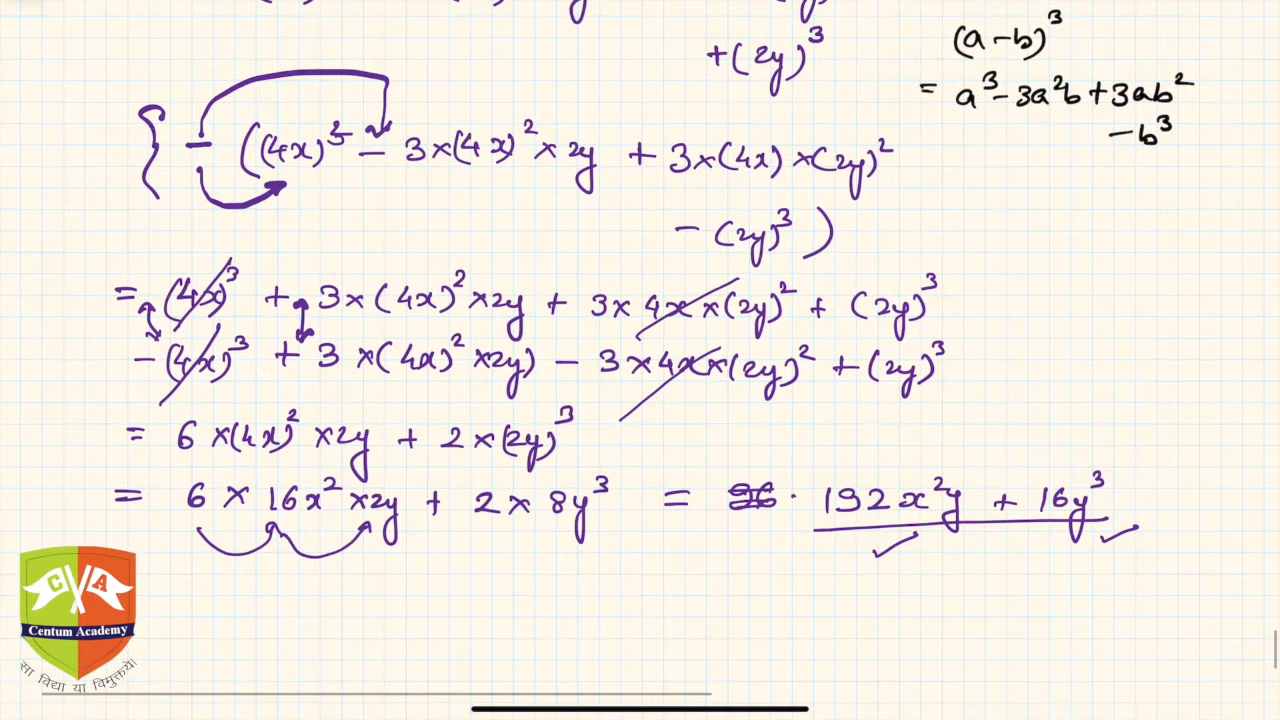 +(2y)³
(a-b)³
= a³-3a²b+3ab²
-b³
{ - ((4x)³ - 3×(4x)²×2y + 3×(4x)×(2y)²
- (2y)³)
= (4x)³ + 3×(4x)²×2y + 3×4x×(2y)² + (2y)³
- (4x)³ + 3×(4x)²×2y) - 3×4x×(2y)² + (2y)³
= 6×(4x)²×2y + 2×(2y)³
= 6×16x²×2y + 2×8y³ = 96 · 192x²y + 16y³
C A
Centum Academy
सा विद्या या विमुक्तये।